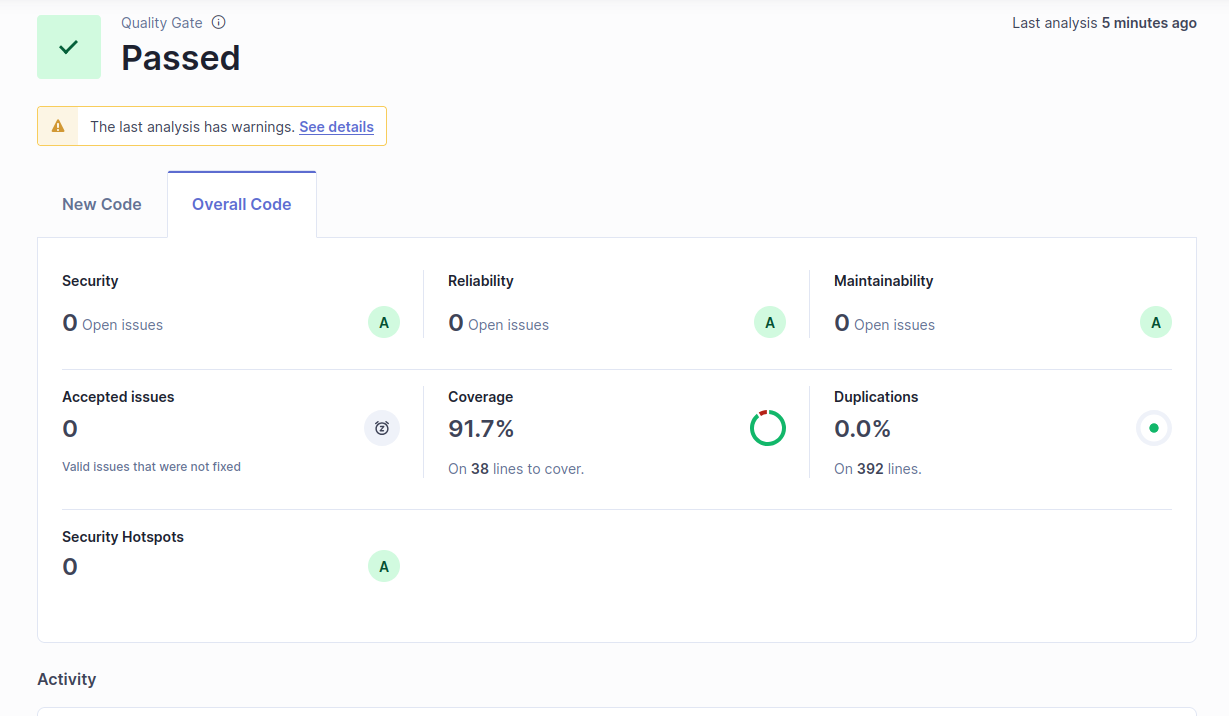 Quality Gate
Last analysis 5 minutes ago
Passed
The last analysis has warnings. See details
New Code
Overall Code
Security
Reliability
Maintainability
0 Open issues
A
0 Open issues
A
0 Open issues
A
Accepted issues
Coverage
Duplications
0
91.7%
0.0%
Valid issues that were not fixed
On 38 lines to cover.
On 392 lines.
Security Hotspots
0
A
Activity